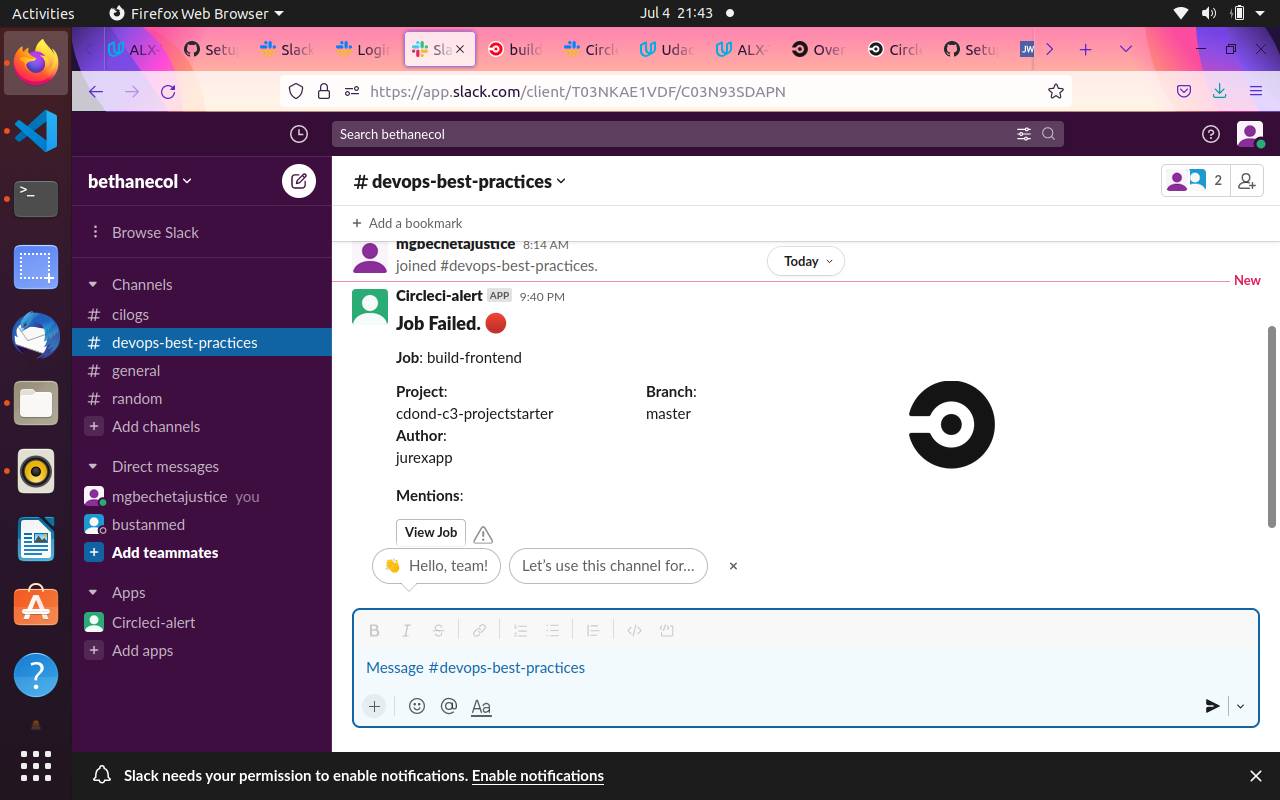 Activities
Firefox Web Browser
Jul 4 21:43
ALX-
Setu
Slack
Login
Sla
build
Circle
Udac
ALX-
Over
Circle
Setu
JW
https://app.slack.com/client/T03NKAE1VDF/C03N93SDAPN
Search bethanecol
bethanecol
# devops-best-practices
2
Add a bookmark
Browse Slack
Channels
# cilogs
# devops-best-practices
# general
# random
+ Add channels
Direct messages
mgbechetajustice you
bustanmed
+ Add teammates
Apps
Circleci-alert
+ Add apps
mgbechetajustice 8:14 AM
joined #devops-best-practices.
Today
New
Circleci-alert APP 9:40 PM
Job Failed. 🔴
Job: build-frontend
Project:
cdond-c3-projectstarter
Branch:
master
Author:
jurexapp
Mentions:
View Job
👋 Hello, team!
Let's use this channel for...
Message #devops-best-practices
Aa
Slack needs your permission to enable notifications. Enable notifications